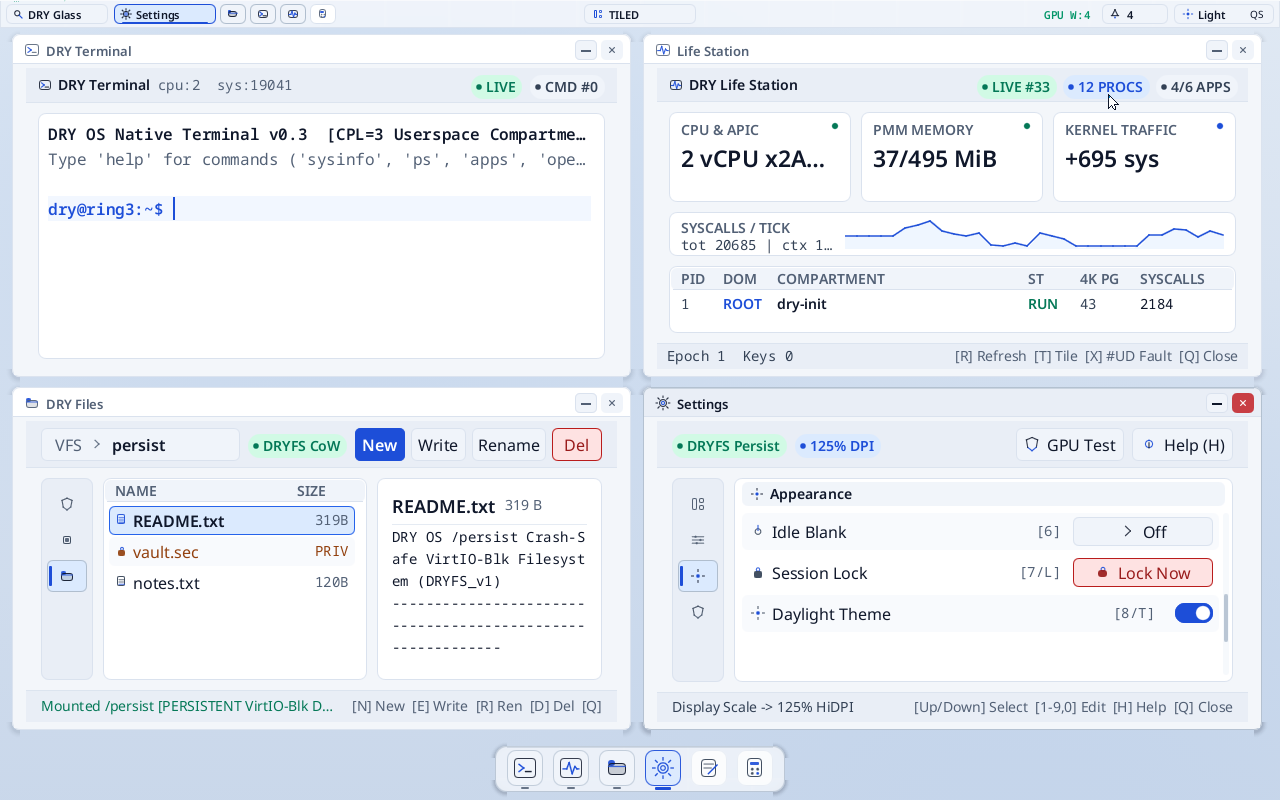 DRY Glass Settings TILED GPU W:4 4 Light QS
DRY Terminal
DRY Terminal cpu:2 sys:19041 LIVE CMD #0
DRY OS Native Terminal v0.3 [CPL=3 Userspace Compartme…
Type 'help' for commands ('sysinfo', 'ps', 'apps', 'ope…
dry@ring3:~$
Life Station
DRY Life Station LIVE #33 12 PROCS 4/6 APPS
CPU & APIC PMM MEMORY KERNEL TRAFFIC
2 vCPU x2A... 37/495 MiB +695 sys
SYSCALLS / TICK
tot 20685 | ctx 1…
PID DOM COMPARTMENT ST 4K PG SYSCALLS
1 ROOT dry-init RUN 43 2184
Epoch 1 Keys 0 [R] Refresh [T] Tile [X] #UD Fault [Q] Close
DRY Files
VFS > persist DRYFS CoW New Write Rename Del
NAME SIZE
README.txt 319B
vault.sec PRIV
notes.txt 120B
README.txt 319 B
DRY OS /persist Crash-S
afe VirtIO-Blk Filesyst
em (DRYFS_v1)
-----------------------
-----------------------
-------------
Mounted /persist [PERSISTENT VirtIO-Blk D... [N] New [E] Write [R] Ren [D] Del [Q]
Settings
DRYFS Persist 125% DPI GPU Test Help (H)
Appearance
Idle Blank [6] > Off
Session Lock [7/L] Lock Now
Daylight Theme [8/T]
Display Scale -> 125% HiDPI [Up/Down] Select [1-9,0] Edit [H] Help [Q] Close